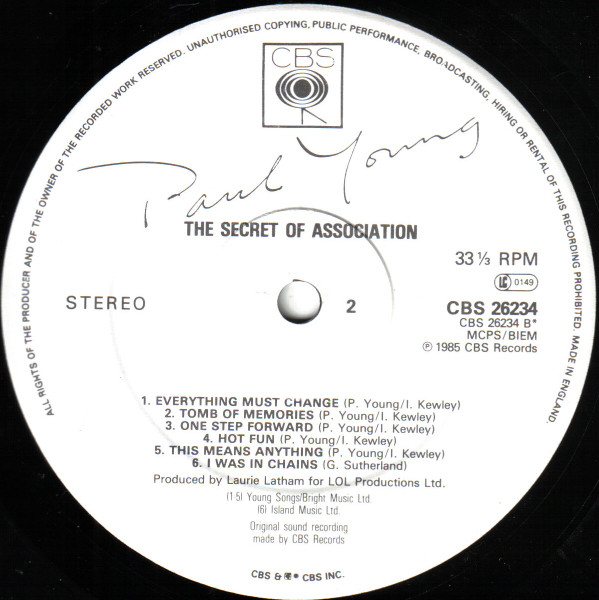 ALL RIGHTS OF THE PRODUCER AND OF THE OWNER OF THE RECORDED WORK RESERVED. UNAUTHORISED COPYING, PUBLIC PERFORMANCE, BROADCASTING, HIRING OR RENTAL OF THIS RECORDING PROHIBITED. MADE IN ENGLAND.
CBS
Paul Young
THE SECRET OF ASSOCIATION
33 ⅓ RPM
LC 0149
STEREO
2
CBS 26234
CBS 26234 B*
MCPS/BIEM
℗ 1985 CBS Records
1. EVERYTHING MUST CHANGE (P. Young/I. Kewley)
2. TOMB OF MEMORIES (P. Young/I. Kewley)
3. ONE STEP FORWARD (P. Young/I. Kewley)
4. HOT FUN (P. Young/I. Kewley)
5. THIS MEANS ANYTHING (P. Young/I. Kewley)
6. I WAS IN CHAINS (G. Sutherland)
Produced by Laurie Latham for LOL Productions Ltd.
(1·5) Young Songs/Bright Music Ltd.
(6) Island Music Ltd.
Original sound recording
made by CBS Records
CBS & CBS INC.